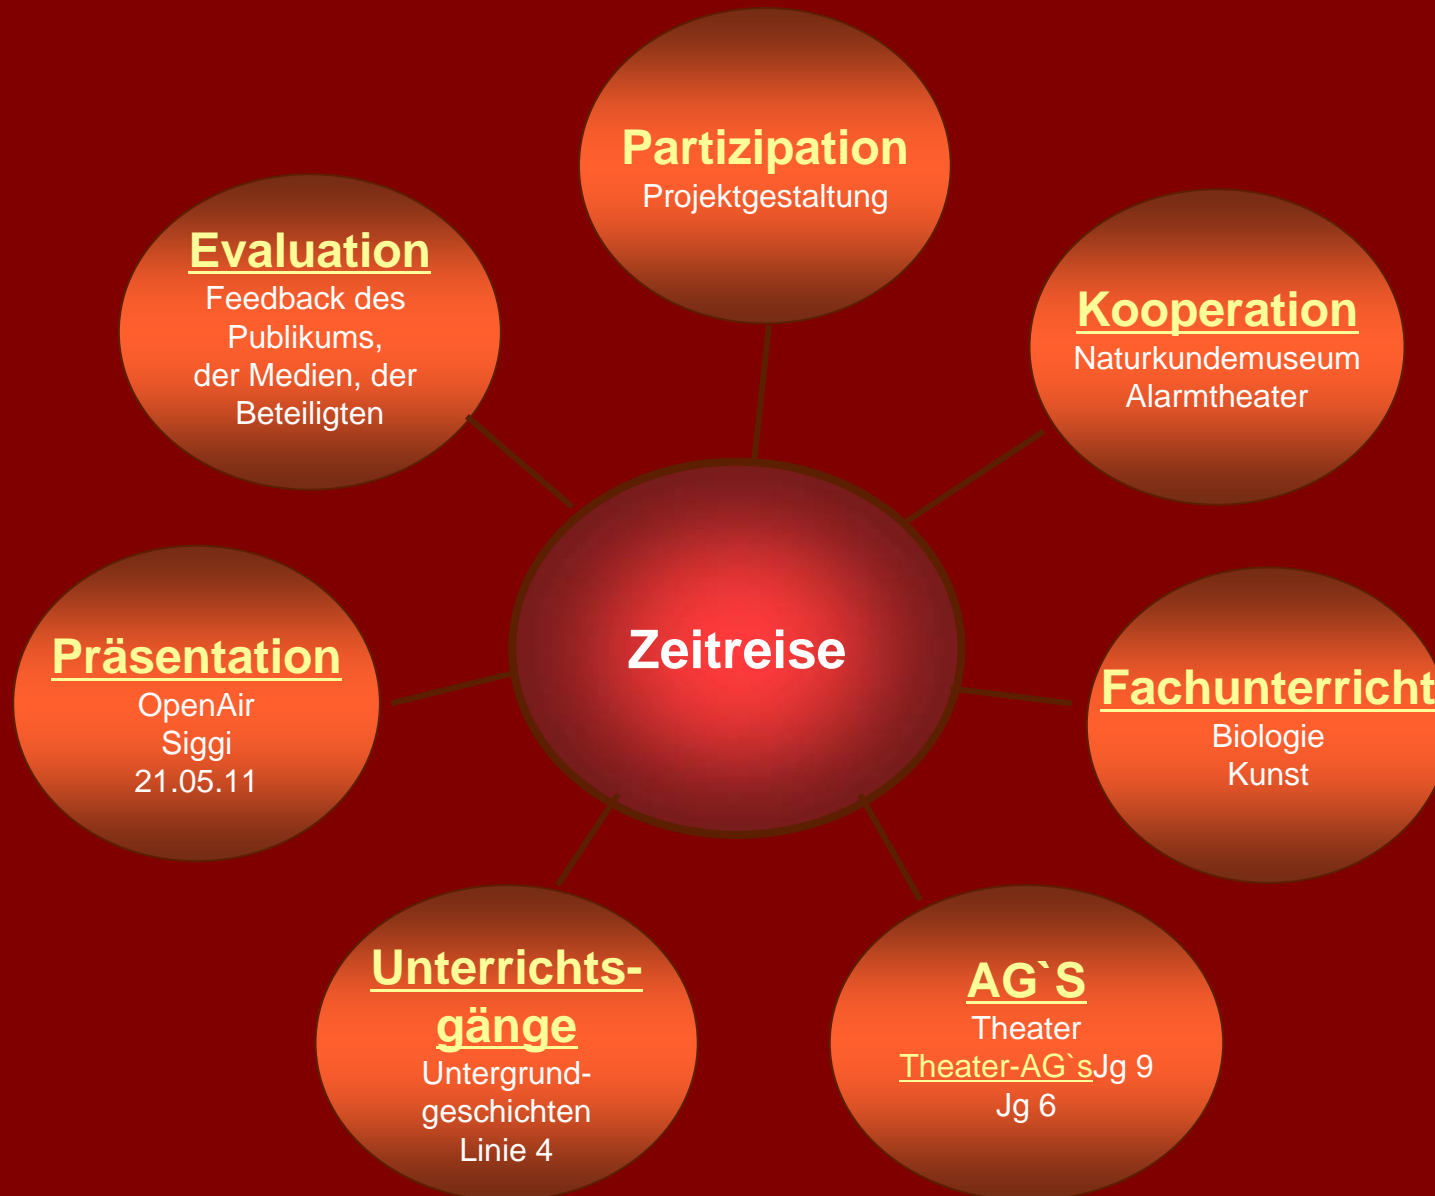 Partizipation
Projektgestaltung
Evaluation
Feedback des
Publikums,
der Medien, der
Beteiligten
Kooperation
Naturkundemuseum
Alarmtheater
Zeitreise
Präsentation
OpenAir
Siggi
21.05.11
Fachunterricht
Biologie
Kunst
Unterrichts-
gänge
Untergrund-
geschichten
Linie 4
AG`S
Theater
Theater-AG`sJg 9
Jg 6